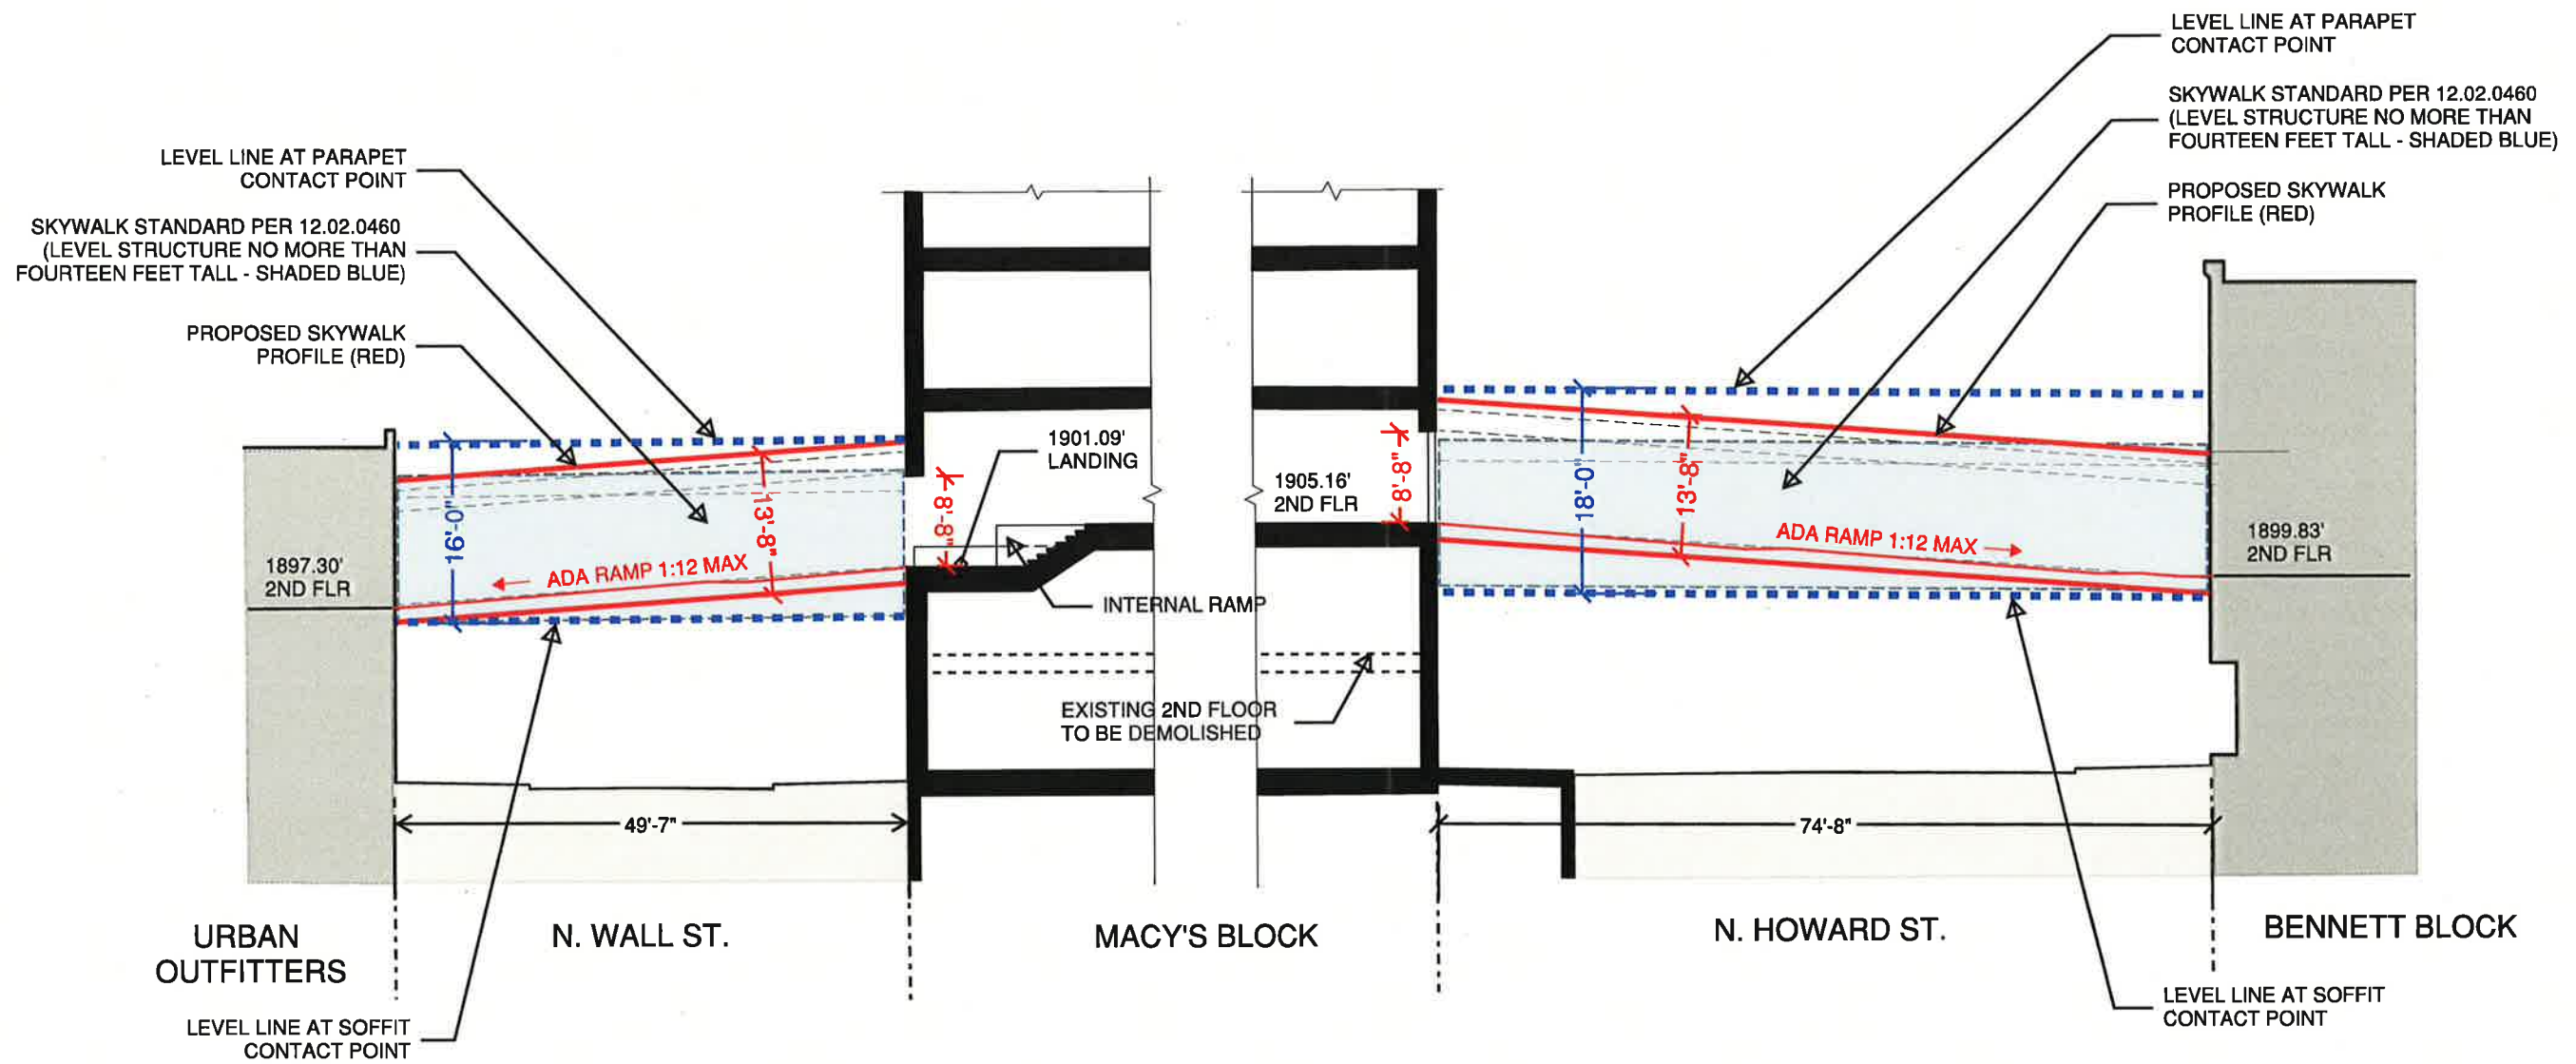 LEVEL LINE AT PARAPET
CONTACT POINT
SKYWALK STANDARD PER 12.02.0460
(LEVEL STRUCTURE NO MORE THAN
FOURTEEN FEET TALL - SHADED BLUE)
PROPOSED SKYWALK
PROFILE (RED)
16'-0"
13'-8"
ADA RAMP 1:12 MAX
1897.30'
2ND FLR
8'-8"
1901.09'
LANDING
INTERNAL RAMP
EXISTING 2ND FLOOR
TO BE DEMOLISHED
1905.16'
2ND FLR
8'-8"
LEVEL LINE AT PARAPET
CONTACT POINT
SKYWALK STANDARD PER 12.02.0460
(LEVEL STRUCTURE NO MORE THAN
FOURTEEN FEET TALL - SHADED BLUE)
PROPOSED SKYWALK
PROFILE (RED)
18'-0"
13'-8"
ADA RAMP 1:12 MAX
1899.83'
2ND FLR
49'-7"
74'-8"
URBAN
OUTFITTERS
N. WALL ST.
MACY'S BLOCK
N. HOWARD ST.
BENNETT BLOCK
LEVEL LINE AT SOFFIT
CONTACT POINT
LEVEL LINE AT SOFFIT
CONTACT POINT